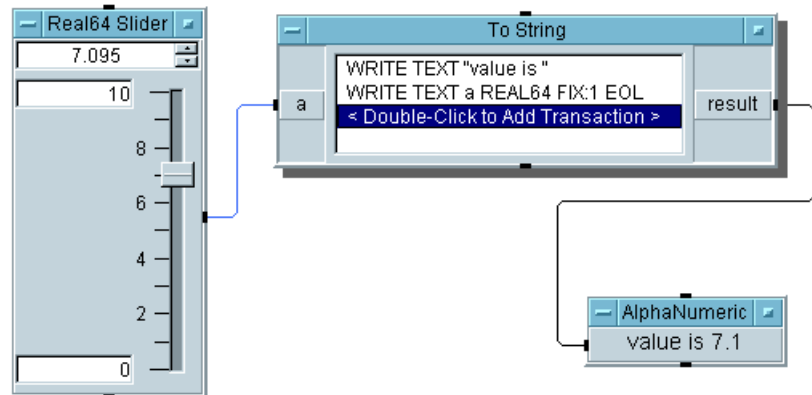 Real64 Slider
7.095
10
8
6
4
2
0
To String
a
WRITE TEXT "value is "
WRITE TEXT a REAL64 FIX:1 EOL
< Double-Click to Add Transaction >
result
AlphaNumeric
value is 7.1